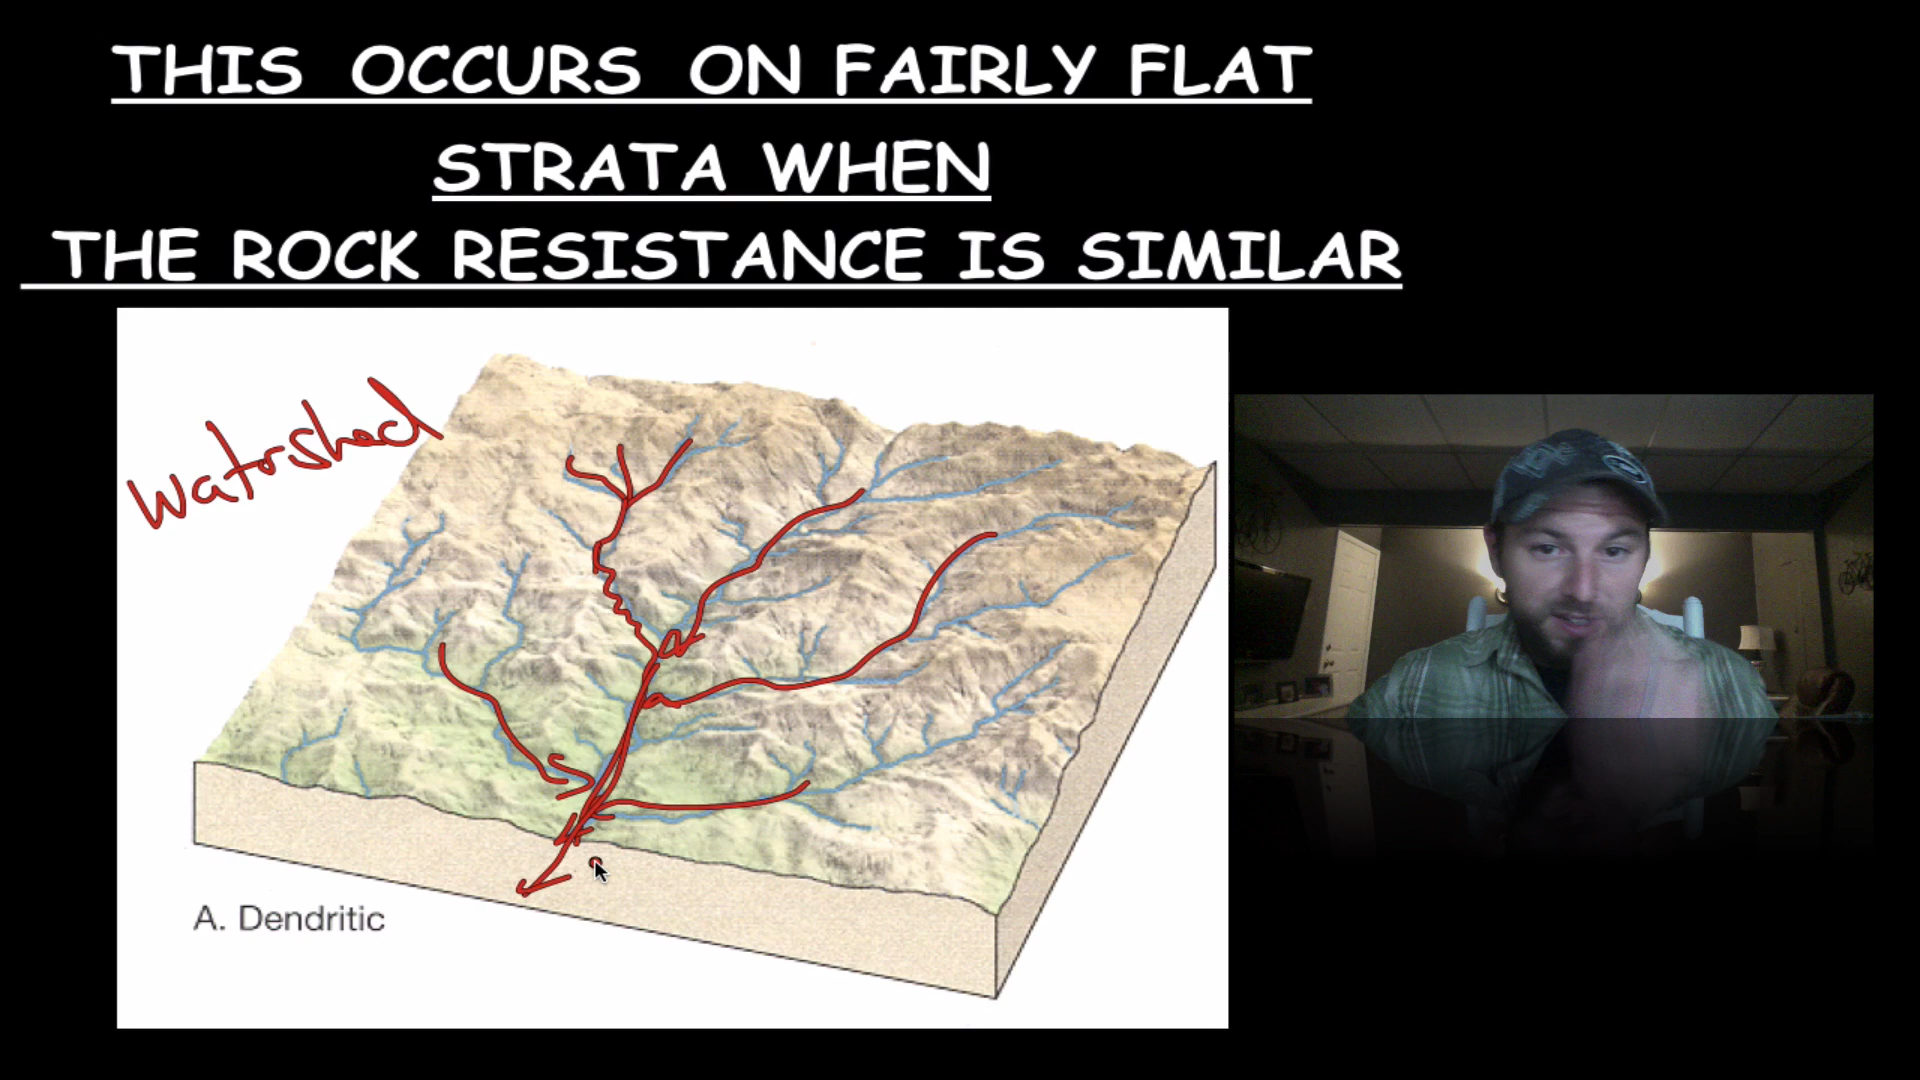 THIS OCCURS ON FAIRLY FLAT
STRATA WHEN
THE ROCK RESISTANCE IS SIMILAR
Watershed
A. Dendritic